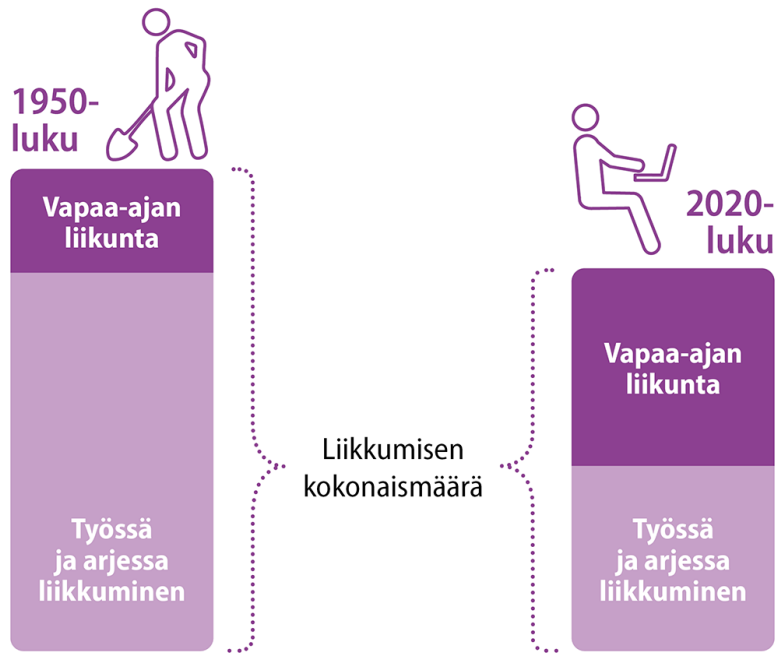 1950-
luku
Vapaa-ajan
liikunta
Työssä
ja arjessa
liikkuminen
Liikkumisen
kokonaismäärä
2020-
luku
Vapaa-ajan
liikunta
Työssä
ja arjessa
liikkuminen